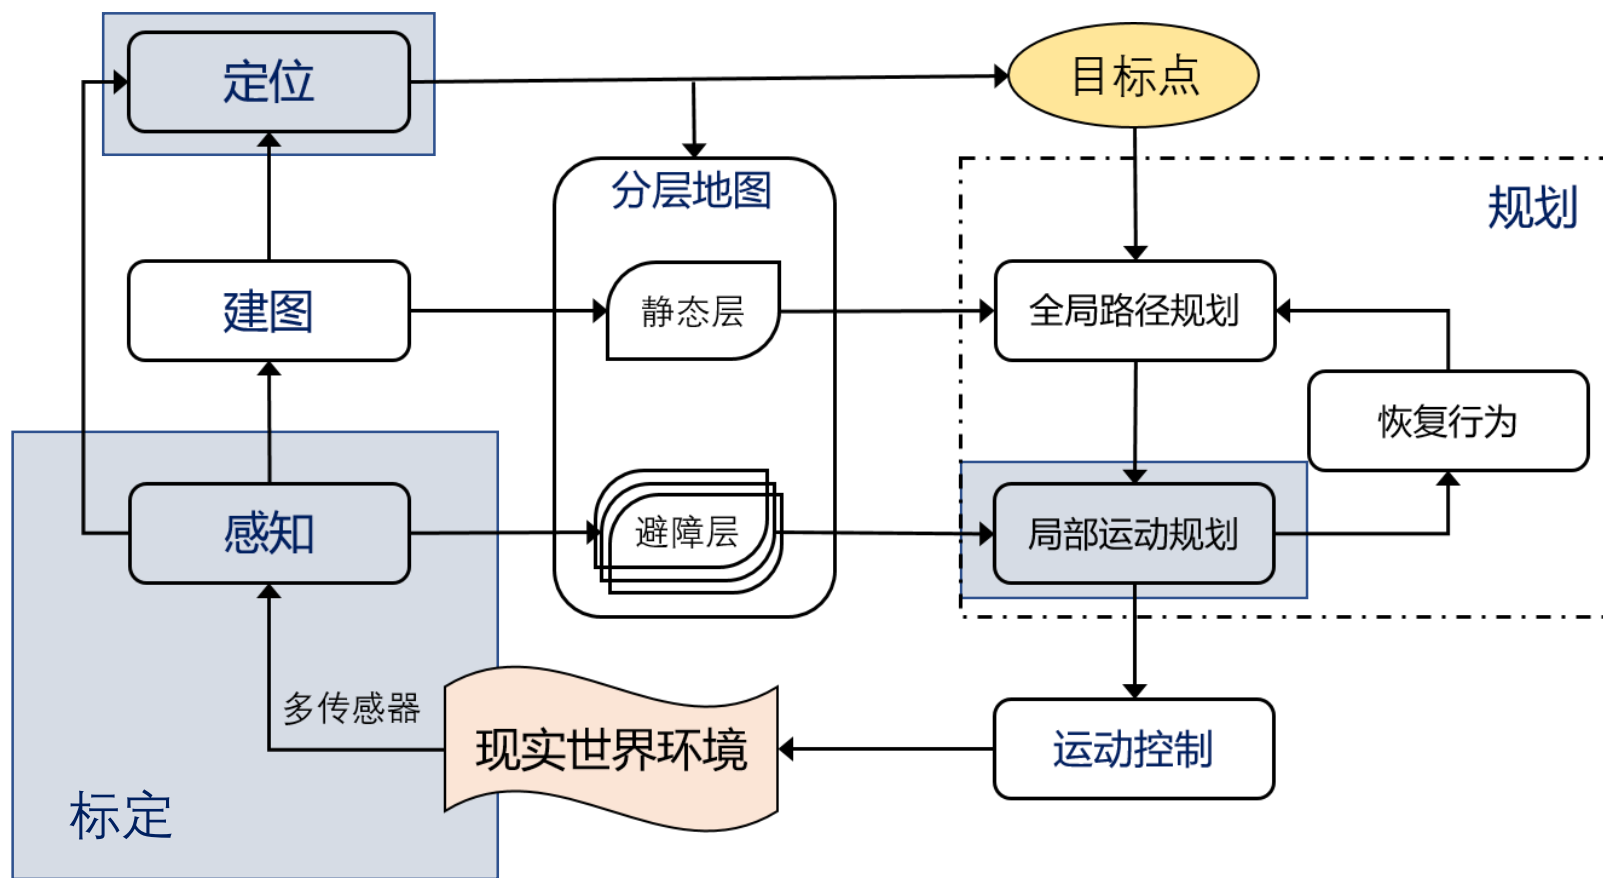 定位
目标点
分层地图
规划
建图
静态层
全局路径规划
恢复行为
感知
避障层
局部运动规划
多传感器
现实世界环境
运动控制
标定